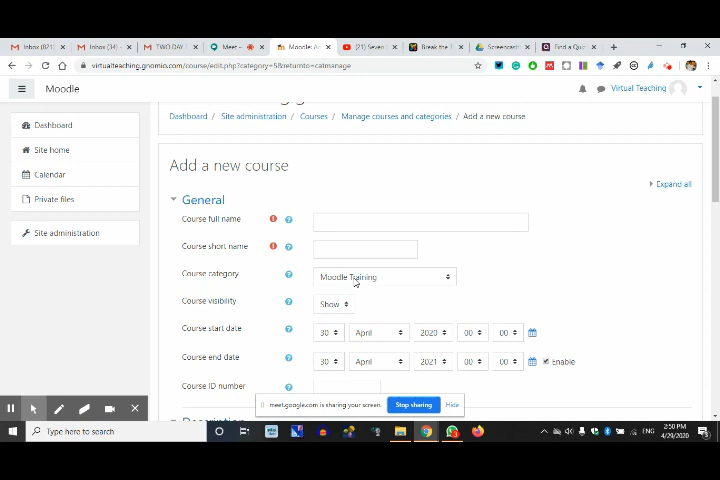 Inbox (821)
Inbox (34) -
TWO DAY
Meet –
Moodle: A
(21) Seven
Break the T
Screencast
Find a Qui
virtualteaching.gnomio.com/course/edit.php?category=5&returnto=catmanage
Moodle
Virtual Teaching
Dashboard
Site home
Calendar
Private files
Site administration
Dashboard / Site administration / Courses / Manage courses and categories / Add a new course
Add a new course
Expand all
General
Course full name
Course short name
Course category
Moodle Training
Course visibility
Show
Course start date
30 April 2020 00 00
Course end date
30 April 2021 00 00 Enable
Course ID number
meet.google.com is sharing your screen. Stop sharing Hide
Description
Type here to search
ENG
2:50 PM
4/29/2020